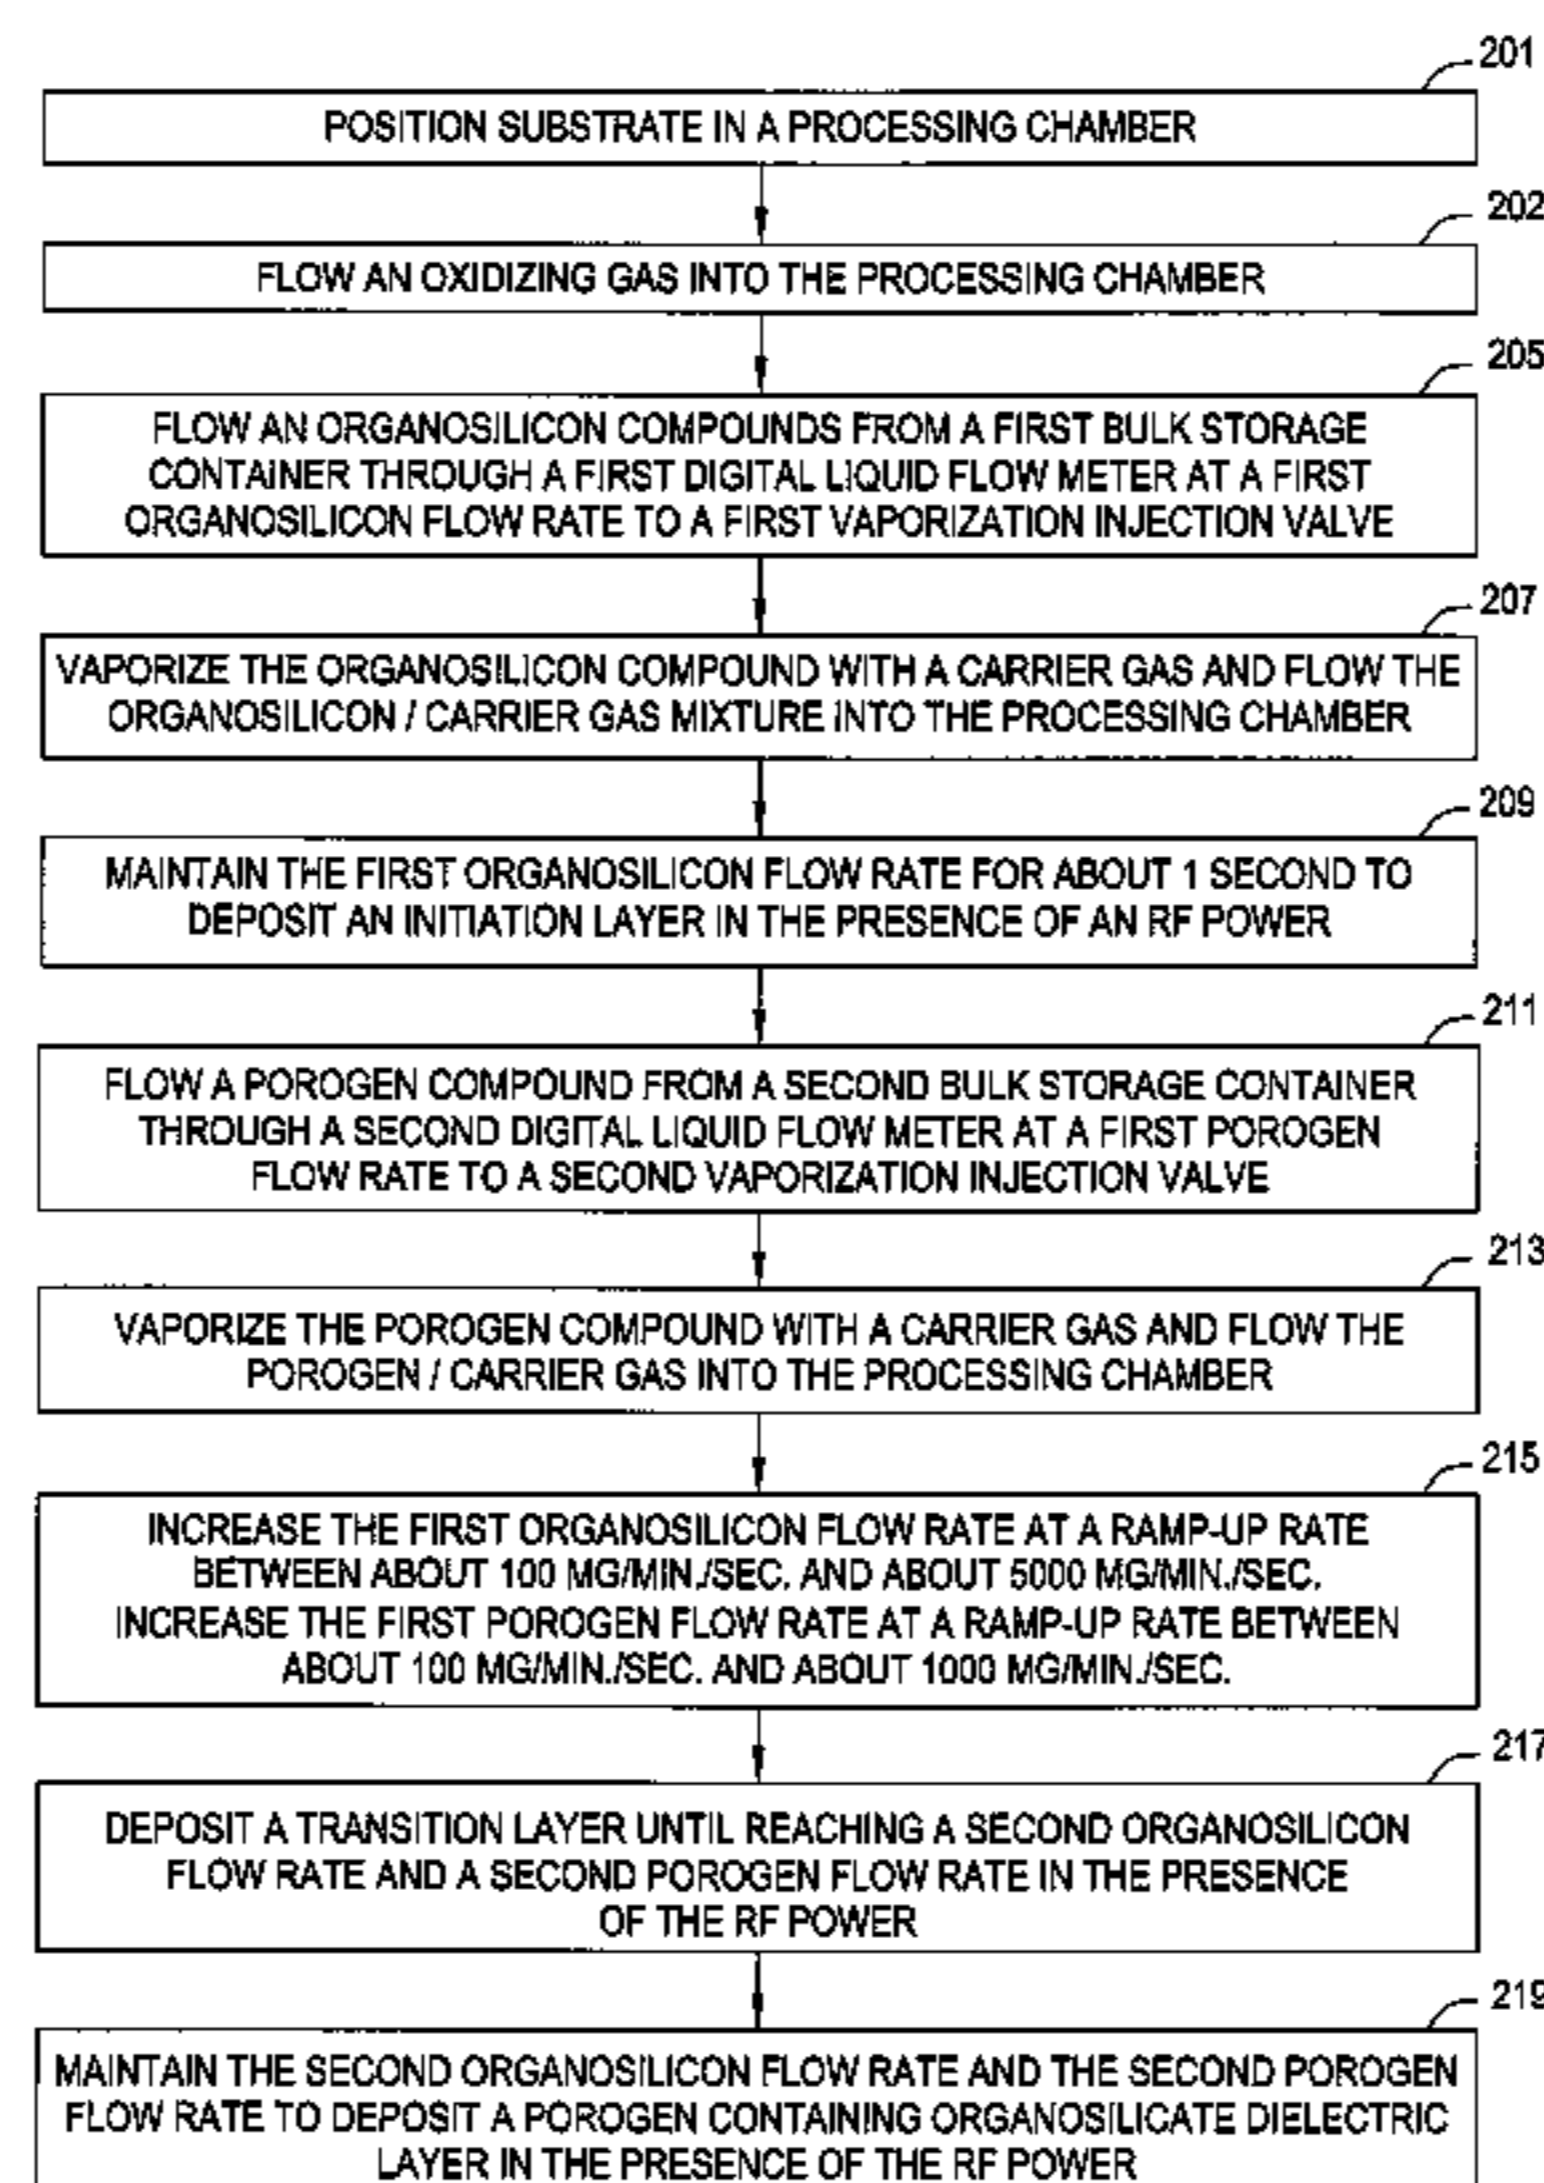 201
POSITION SUBSTRATE IN A PROCESSING CHAMBER
202
FLOW AN OXIDIZING GAS INTO THE PROCESSING CHAMBER
205
FLOW AN ORGANOSILICON COMPOUNDS FROM A FIRST BULK STORAGE
CONTAINER THROUGH A FIRST DIGITAL LIQUID FLOW METER AT A FIRST
ORGANOSILICON FLOW RATE TO A FIRST VAPORIZATION INJECTION VALVE
207
VAPORIZE THE ORGANOSILICON COMPOUND WITH A CARRIER GAS AND FLOW THE
ORGANOSILICON / CARRIER GAS MIXTURE INTO THE PROCESSING CHAMBER
209
MAINTAIN THE FIRST ORGANOSILICON FLOW RATE FOR ABOUT 1 SECOND TO
DEPOSIT AN INITIATION LAYER IN THE PRESENCE OF AN RF POWER
211
FLOW A POROGEN COMPOUND FROM A SECOND BULK STORAGE CONTAINER
THROUGH A SECOND DIGITAL LIQUID FLOW METER AT A FIRST POROGEN
FLOW RATE TO A SECOND VAPORIZATION INJECTION VALVE
213
VAPORIZE THE POROGEN COMPOUND WITH A CARRIER GAS AND FLOW THE
POROGEN / CARRIER GAS INTO THE PROCESSING CHAMBER
215
INCREASE THE FIRST ORGANOSILICON FLOW RATE AT A RAMP-UP RATE
BETWEEN ABOUT 100 MG/MIN./SEC. AND ABOUT 5000 MG/MIN./SEC.
INCREASE THE FIRST POROGEN FLOW RATE AT A RAMP-UP RATE BETWEEN
ABOUT 100 MG/MIN./SEC. AND ABOUT 1000 MG/MIN./SEC.
217
DEPOSIT A TRANSITION LAYER UNTIL REACHING A SECOND ORGANOSILICON
FLOW RATE AND A SECOND POROGEN FLOW RATE IN THE PRESENCE
OF THE RF POWER
219
MAINTAIN THE SECOND ORGANOSILICON FLOW RATE AND THE SECOND POROGEN
FLOW RATE TO DEPOSIT A POROGEN CONTAINING ORGANOSILICATE DIELECTRIC
LAYER IN THE PRESENCE OF THE RF POWER